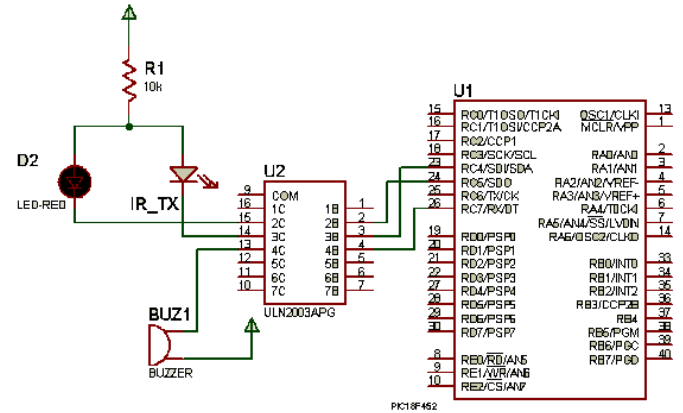 R1
10k
D2
LED-RED
IR_TX
U2
9 COM
16 1C 1B 1
15 2C 2B 2
14 3C 3B 3
13 4C 4B 4
12 5C 5B 5
11 6C 6B 6
10 7C 7B 7
ULN2003APG
BUZ1
BUZZER
U1
15 RC0/T1OSO/T1CKI OSC1/CLKI 13
16 RC1/T1OSI/CCP2A MCLR/VPP 1
17 RC2/CCP1
18 RC3/SCK/SCL RA0/AN0 2
23 RC4/SDI/SDA RA1/AN1 3
24 RC5/SDO RA2/AN2/VREF- 4
25 RC6/TX/CK RA3/AN3/VREF+ 5
26 RC7/RX/DT RA4/T0CKI 6
RA5/AN4/SS/LVDIN 7
19 RD0/PSP0 RA6/OSC2/CLKO 14
20 RD1/PSP1
21 RD2/PSP2 RB0/INT0 33
22 RD3/PSP3 RB1/INT1 34
27 RD4/PSP4 RB2/INT2 35
28 RD5/PSP5 RB3/CCP2B 36
29 RD6/PSP6 RB4 37
30 RD7/PSP7 RB5/PGM 38
RB6/PGC 39
8 RE0/RD/AN5 RB7/PGD 40
9 RE1/WR/AN6
10 RE2/CS/AN7
PIC18F452